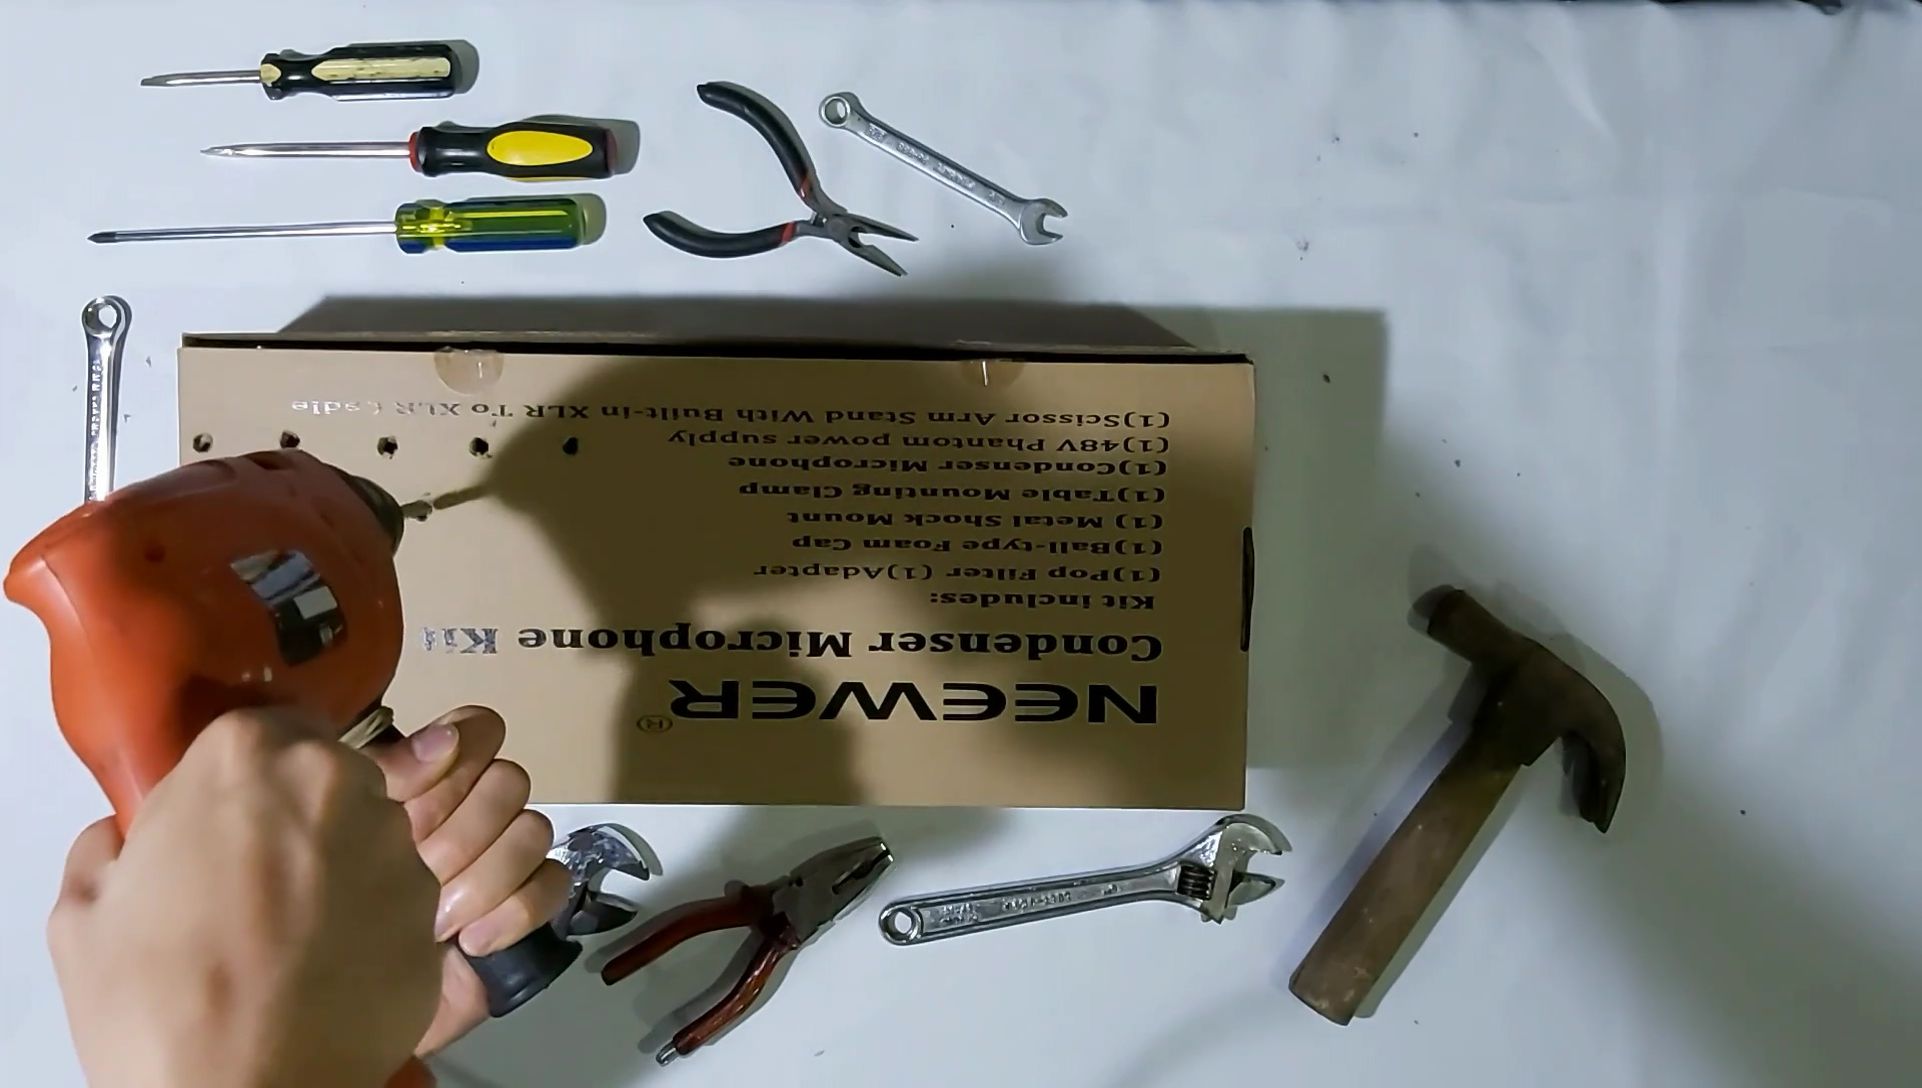 NEEWER®
Condenser Microphone Kit
Kit includes:
(1)Pop Filter (1)Adapter
(1)Ball-type Foam Cap
(1) Metal Shock Mount
(1)Table Mounting Clamp
(1)Condenser Microphone
(1)48V Phantom power supply
(1)Scissor Arm Stand With Built-in XLR To XLR Cable